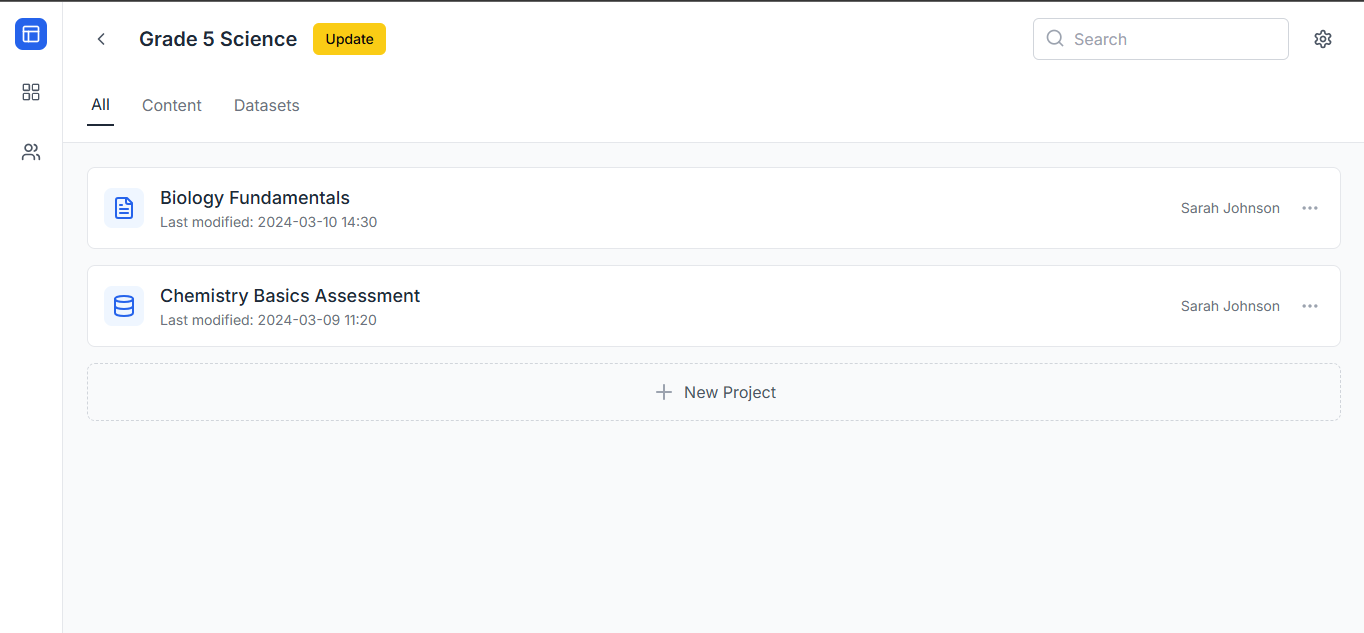 Grade 5 Science
Update
Search
All
Content
Datasets
Biology Fundamentals
Last modified: 2024-03-10 14:30
Sarah Johnson
Chemistry Basics Assessment
Last modified: 2024-03-09 11:20
Sarah Johnson
New Project